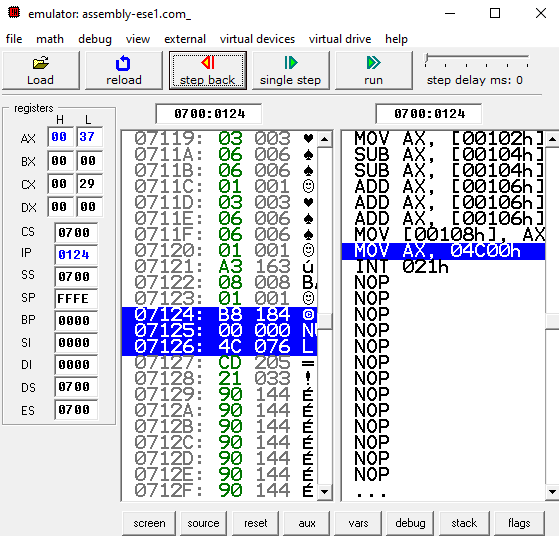 emulator: assembly-ese1.com_
file math debug view external virtual devices virtual drive help
Load reload step back single step run step delay ms: 0
registers
H L
AX 00 37
BX 00 00
CX 00 29
DX 00 00
CS 0700
IP 0124
SS 0700
SP FFFE
BP 0000
SI 0000
DI 0000
DS 0700
ES 0700
0700:0124
07119: 03 003 ♥
0711A: 06 006 ♠
0711B: 06 006 ♠
0711C: 01 001 ☺
0711D: 03 003 ♥
0711E: 06 006 ♠
0711F: 06 006 ♠
07120: 01 001 ☺
07121: A3 163 ú
07122: 08 008 BA
07123: 01 001 ☺
07124: B8 184 ©
07125: 00 000 NU
07126: 4C 076 L
07127: CD 205 =
07128: 21 033 !
07129: 90 144 É
0712A: 90 144 É
0712B: 90 144 É
0712C: 90 144 É
0712D: 90 144 É
0712E: 90 144 É
0712F: 90 144 É
0700:0124
MOV AX, [00102h]
SUB AX, [00104h]
SUB AX, [00104h]
ADD AX, [00106h]
ADD AX, [00106h]
ADD AX, [00106h]
MOV [00108h], AX
MOV AX, 04C00h
INT 021h
NOP
NOP
NOP
NOP
NOP
NOP
NOP
NOP
NOP
NOP
NOP
NOP
NOP
...
screen source reset aux vars debug stack flags